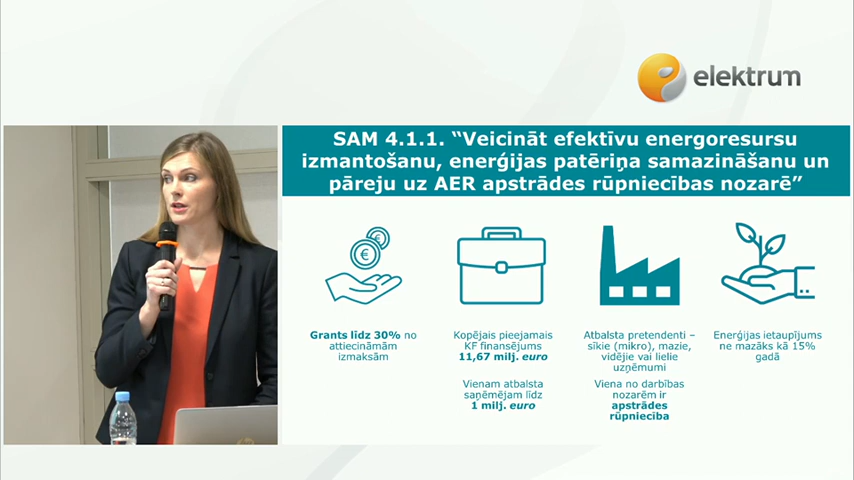 elektrum
SAM 4.1.1. “Veicināt efektīvu energoresursu
izmantošanu, enerģijas patēriņa samazināšanu un
pāreju uz AER apstrādes rūpniecības nozarē”
Grants līdz 30% no
attiecināmām
izmaksām
Kopējais pieejamais
KF finansējums
11,67 milj. euro
Vienam atbalsta
saņēmējam līdz
1 milj. euro
Atbalsta pretendenti –
sīkie (mikro), mazie,
vidējie vai lielie
uzņēmumi
Viena no darbības
nozarēm ir
apstrādes
rūpniecība
Enerģijas ietaupījums
ne mazāks kā 15%
gadā